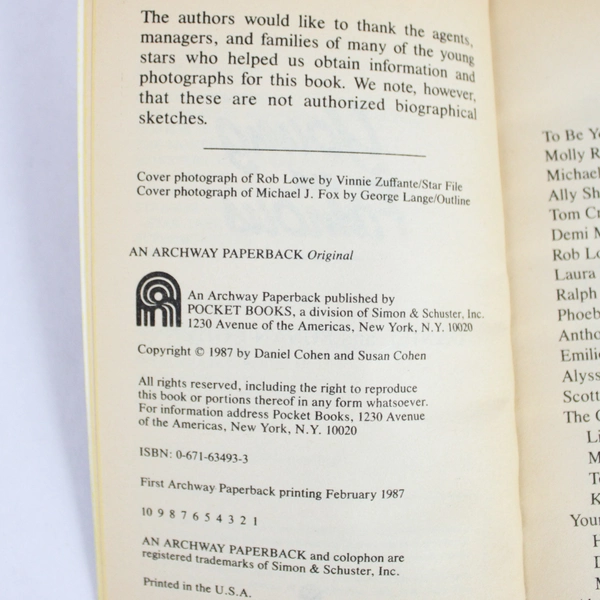 The authors would like to thank the agents,
managers, and families of many of the young
stars who helped us obtain information and
photographs for this book. We note, however,
that these are not authorized biographical
sketches.
Cover photograph of Rob Lowe by Vinnie Zuffante/Star File
Cover photograph of Michael J. Fox by George Lange/Outline
AN ARCHWAY PAPERBACK Original
An Archway Paperback published by
POCKET BOOKS, a division of Simon & Schuster, Inc.
1230 Avenue of the Americas, New York, N.Y. 10020
Copyright © 1987 by Daniel Cohen and Susan Cohen
All rights reserved, including the right to reproduce
this book or portions thereof in any form whatsoever.
For information address Pocket Books, 1230 Avenue
of the Americas, New York, N.Y. 10020
ISBN: 0-671-63493-3
First Archway Paperback printing February 1987
10 9 8 7 6 5 4 3 2 1
AN ARCHWAY PAPERBACK and colophon are
registered trademarks of Simon & Schuster, Inc.
Printed in the U.S.A.
To Be Yo
Molly R
Michael
Ally Sh
Tom Cr
Demi M
Rob Lo
Laura
Ralph
Phoeb
Antho
Emilio
Alyss
Scott
The
Li
M
To
K
Your
H
D